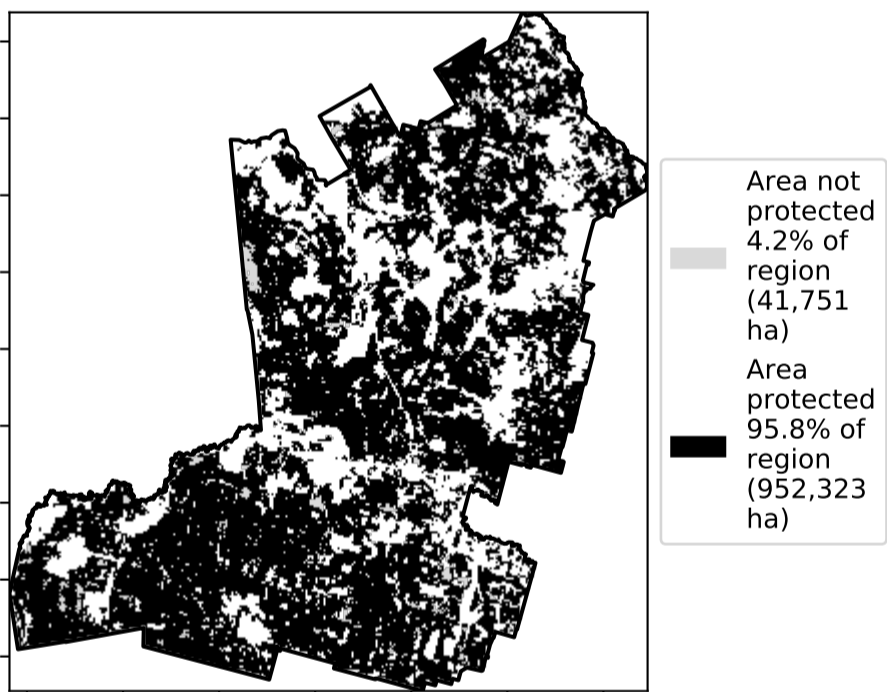 Area not
protected
4.2% of
region
(41,751
ha)
Area
protected
95.8% of
region
(952,323
ha)